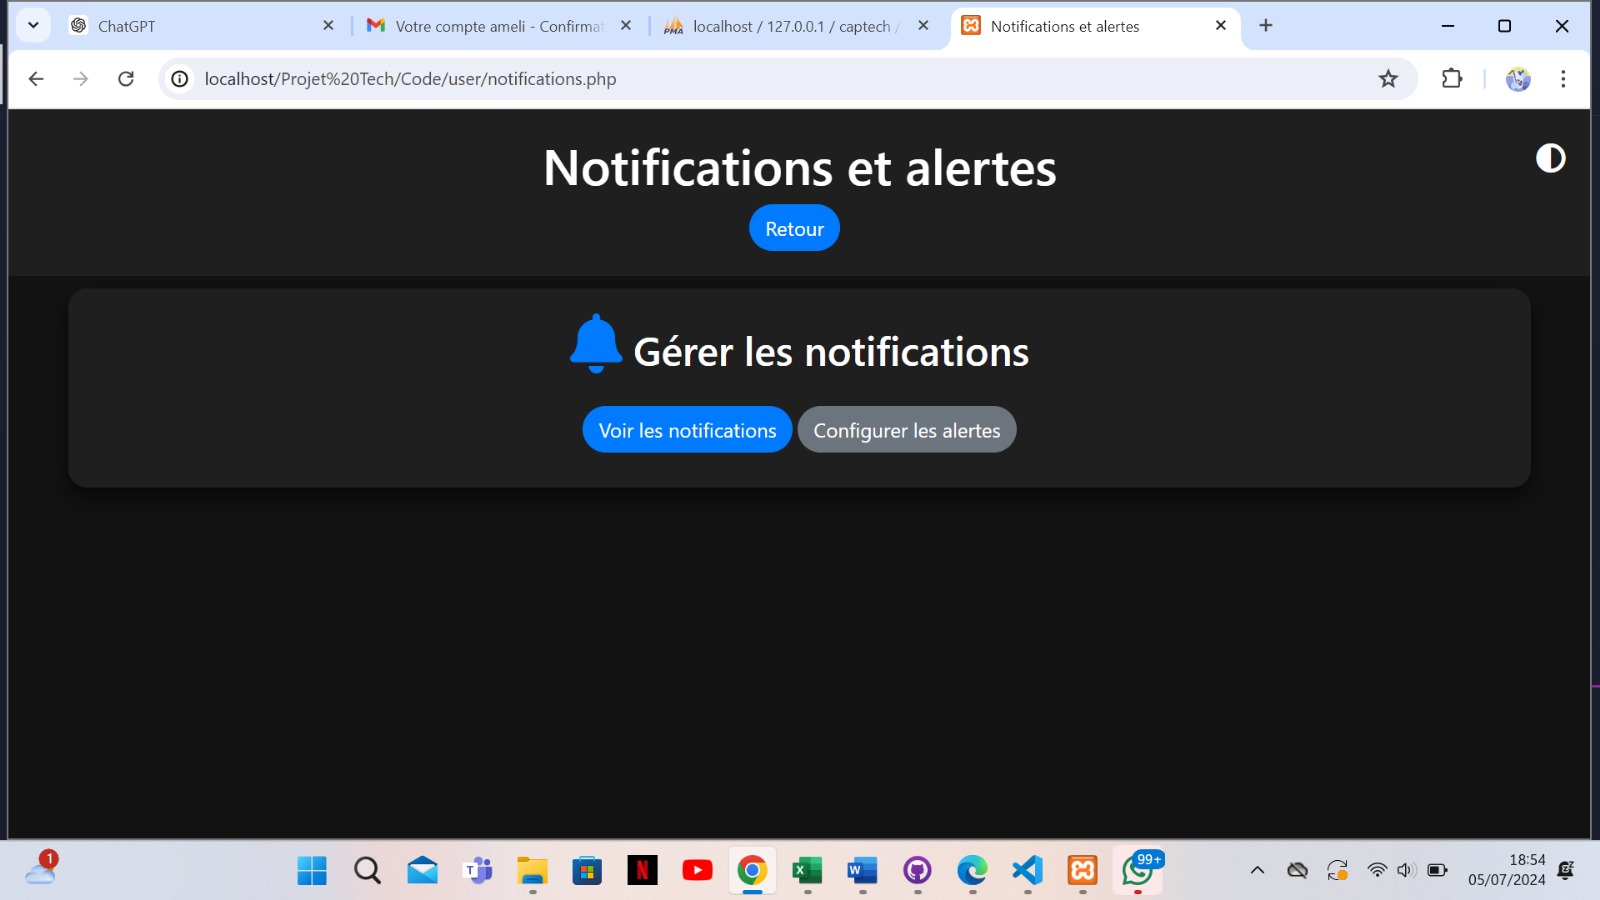 ChatGPT
Votre compte ameli - Confirmat
PMA
localhost / 127.0.0.1 / captech /
Notifications et alertes
localhost/Projet%20Tech/Code/user/notifications.php
Notifications et alertes
Retour
Gérer les notifications
Voir les notifications
Configurer les alertes
1
T
N
X
W
99+
18:54
05/07/2024